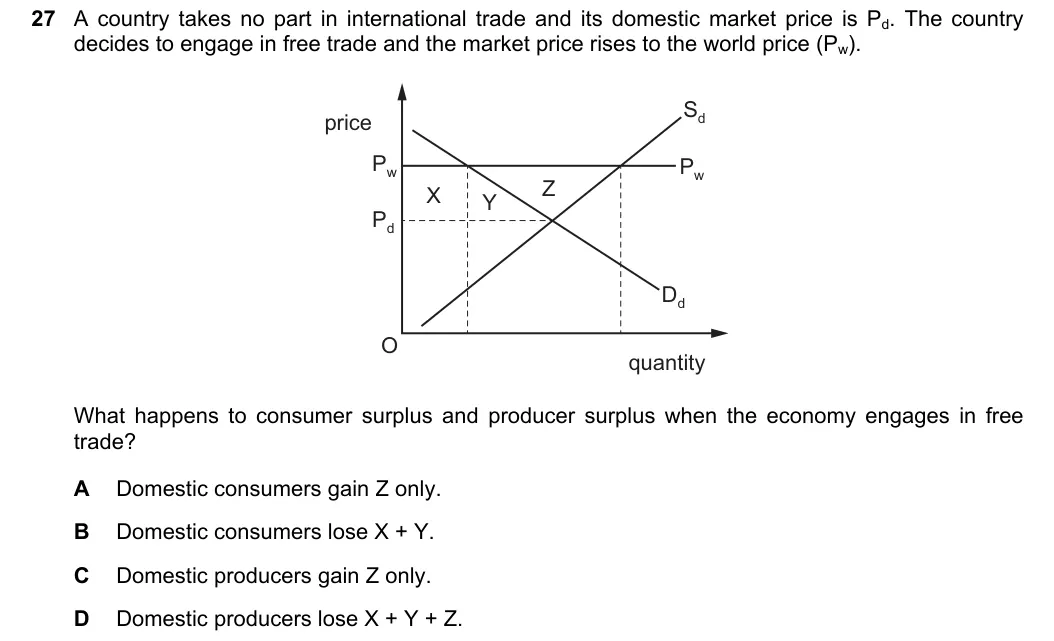 27 A country takes no part in international trade and its domestic market price is Pd. The country
decides to engage in free trade and the market price rises to the world price (Pw).
Sd
price
Pw
Pw
X
Y
Z
Pd
Dd
O
quantity
What happens to consumer surplus and producer surplus when the economy engages in free
trade?
A Domestic consumers gain Z only.
B Domestic consumers lose X + Y.
C Domestic producers gain Z only.
D Domestic producers lose X + Y + Z.